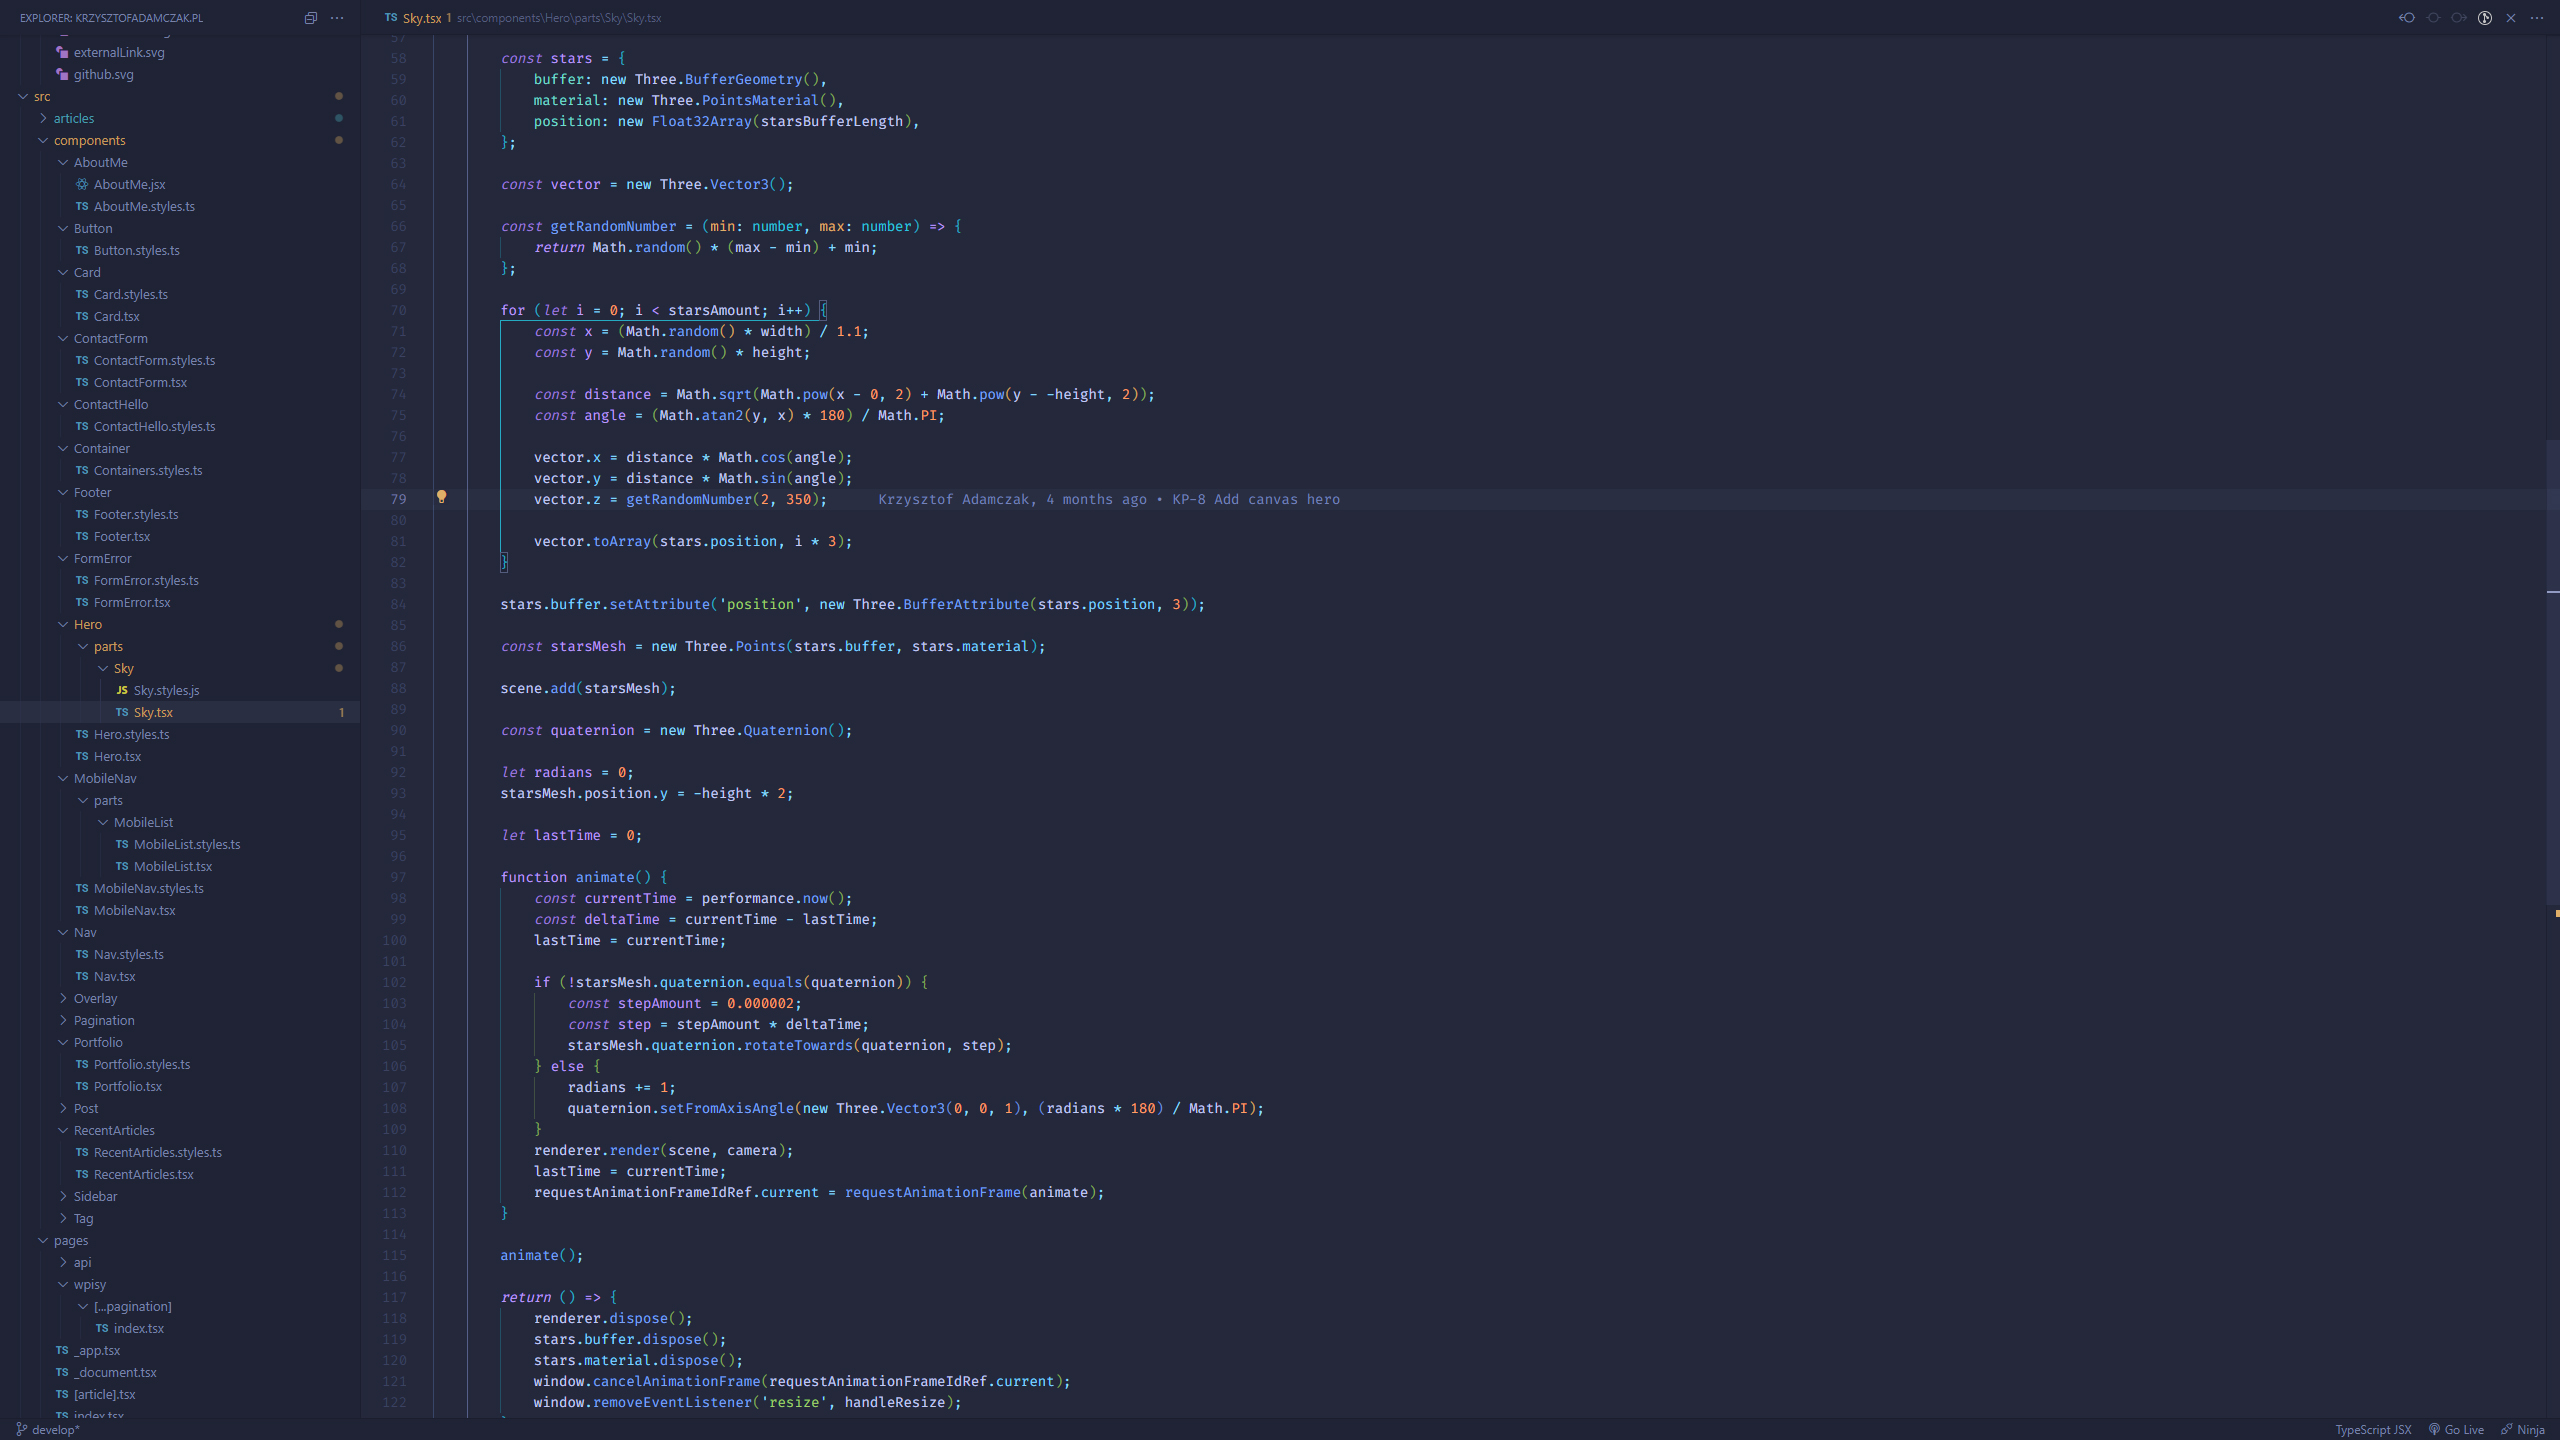 EXPLORER: KRZYSZTOFADAMCZAK.PL
externalLink.svg
github.svg
src
articles
components
AboutMe
AboutMe.jsx
TS AboutMe.styles.ts
Button
TS Button.styles.ts
Card
TS Card.styles.ts
TS Card.tsx
ContactForm
TS ContactForm.styles.ts
TS ContactForm.tsx
ContactHello
TS ContactHello.styles.ts
Container
TS Containers.styles.ts
Footer
TS Footer.styles.ts
TS Footer.tsx
FormError
TS FormError.styles.ts
TS FormError.tsx
Hero
parts
Sky
JS Sky.styles.js
TS Sky.tsx 1
TS Hero.styles.ts
TS Hero.tsx
MobileNav
parts
MobileList
TS MobileList.styles.ts
TS MobileList.tsx
TS MobileNav.styles.ts
TS MobileNav.tsx
Nav
TS Nav.styles.ts
TS Nav.tsx
Overlay
Pagination
Portfolio
TS Portfolio.styles.ts
TS Portfolio.tsx
Post
RecentArticles
TS RecentArticles.styles.ts
TS RecentArticles.tsx
Sidebar
Tag
pages
api
wpisy
[...pagination]
TS index.tsx
TS _app.tsx
TS _document.tsx
TS [article].tsx
TS index.tsx
TS Sky.tsx 1 src\components\Hero\parts\Sky\Sky.tsx
57
58 const stars = {
59 buffer: new Three.BufferGeometry(),
60 material: new Three.PointsMaterial(),
61 position: new Float32Array(starsBufferLength),
62 };
63
64 const vector = new Three.Vector3();
65
66 const getRandomNumber = (min: number, max: number) => {
67 return Math.random() * (max - min) + min;
68 };
69
70 for (let i = 0; i < starsAmount; i++) {
71 const x = (Math.random() * width) / 1.1;
72 const y = Math.random() * height;
73
74 const distance = Math.sqrt(Math.pow(x - 0, 2) + Math.pow(y - -height, 2));
75 const angle = (Math.atan2(y, x) * 180) / Math.PI;
76
77 vector.x = distance * Math.cos(angle);
78 vector.y = distance * Math.sin(angle);
79 vector.z = getRandomNumber(2, 350); Krzysztof Adamczak, 4 months ago • KP-8 Add canvas hero
80
81 vector.toArray(stars.position, i * 3);
82 }
83
84 stars.buffer.setAttribute('position', new Three.BufferAttribute(stars.position, 3));
85
86 const starsMesh = new Three.Points(stars.buffer, stars.material);
87
88 scene.add(starsMesh);
89
90 const quaternion = new Three.Quaternion();
91
92 let radians = 0;
93 starsMesh.position.y = -height * 2;
94
95 let lastTime = 0;
96
97 function animate() {
98 const currentTime = performance.now();
99 const deltaTime = currentTime - lastTime;
100 lastTime = currentTime;
101
102 if (!starsMesh.quaternion.equals(quaternion)) {
103 const stepAmount = 0.000002;
104 const step = stepAmount * deltaTime;
105 starsMesh.quaternion.rotateTowards(quaternion, step);
106 } else {
107 radians += 1;
108 quaternion.setFromAxisAngle(new Three.Vector3(0, 0, 1), (radians * 180) / Math.PI);
109 }
110 renderer.render(scene, camera);
111 lastTime = currentTime;
112 requestAnimationFrameIdRef.current = requestAnimationFrame(animate);
113 }
114
115 animate();
116
117 return () => {
118 renderer.dispose();
119 stars.buffer.dispose();
120 stars.material.dispose();
121 window.cancelAnimationFrame(requestAnimationFrameIdRef.current);
122 window.removeEventListener('resize', handleResize);
develop* TypeScript JSX Go Live Ninja